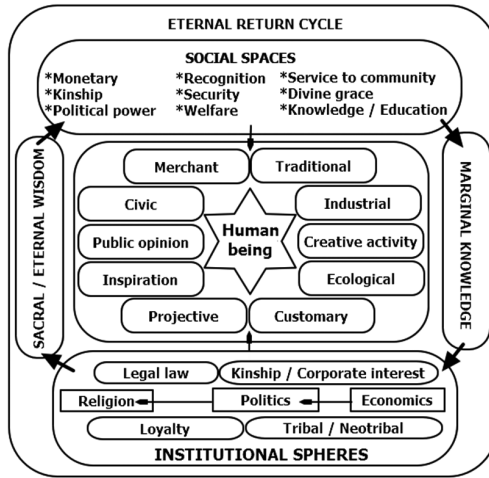 ETERNAL RETURN CYCLE
SOCIAL SPACES
*Monetary *Recognition *Service to community
*Kinship *Security *Divine grace
*Political power *Welfare *Knowledge / Education
SACRAL / ETERNAL WISDOM
MARGINAL KNOWLEDGE
Merchant Traditional
Civic Industrial
Human
being
Public opinion Creative activity
Inspiration Ecological
Projective Customary
Legal law Kinship / Corporate interest
Religion Politics Economics
Loyalty Tribal / Neotribal
INSTITUTIONAL SPHERES